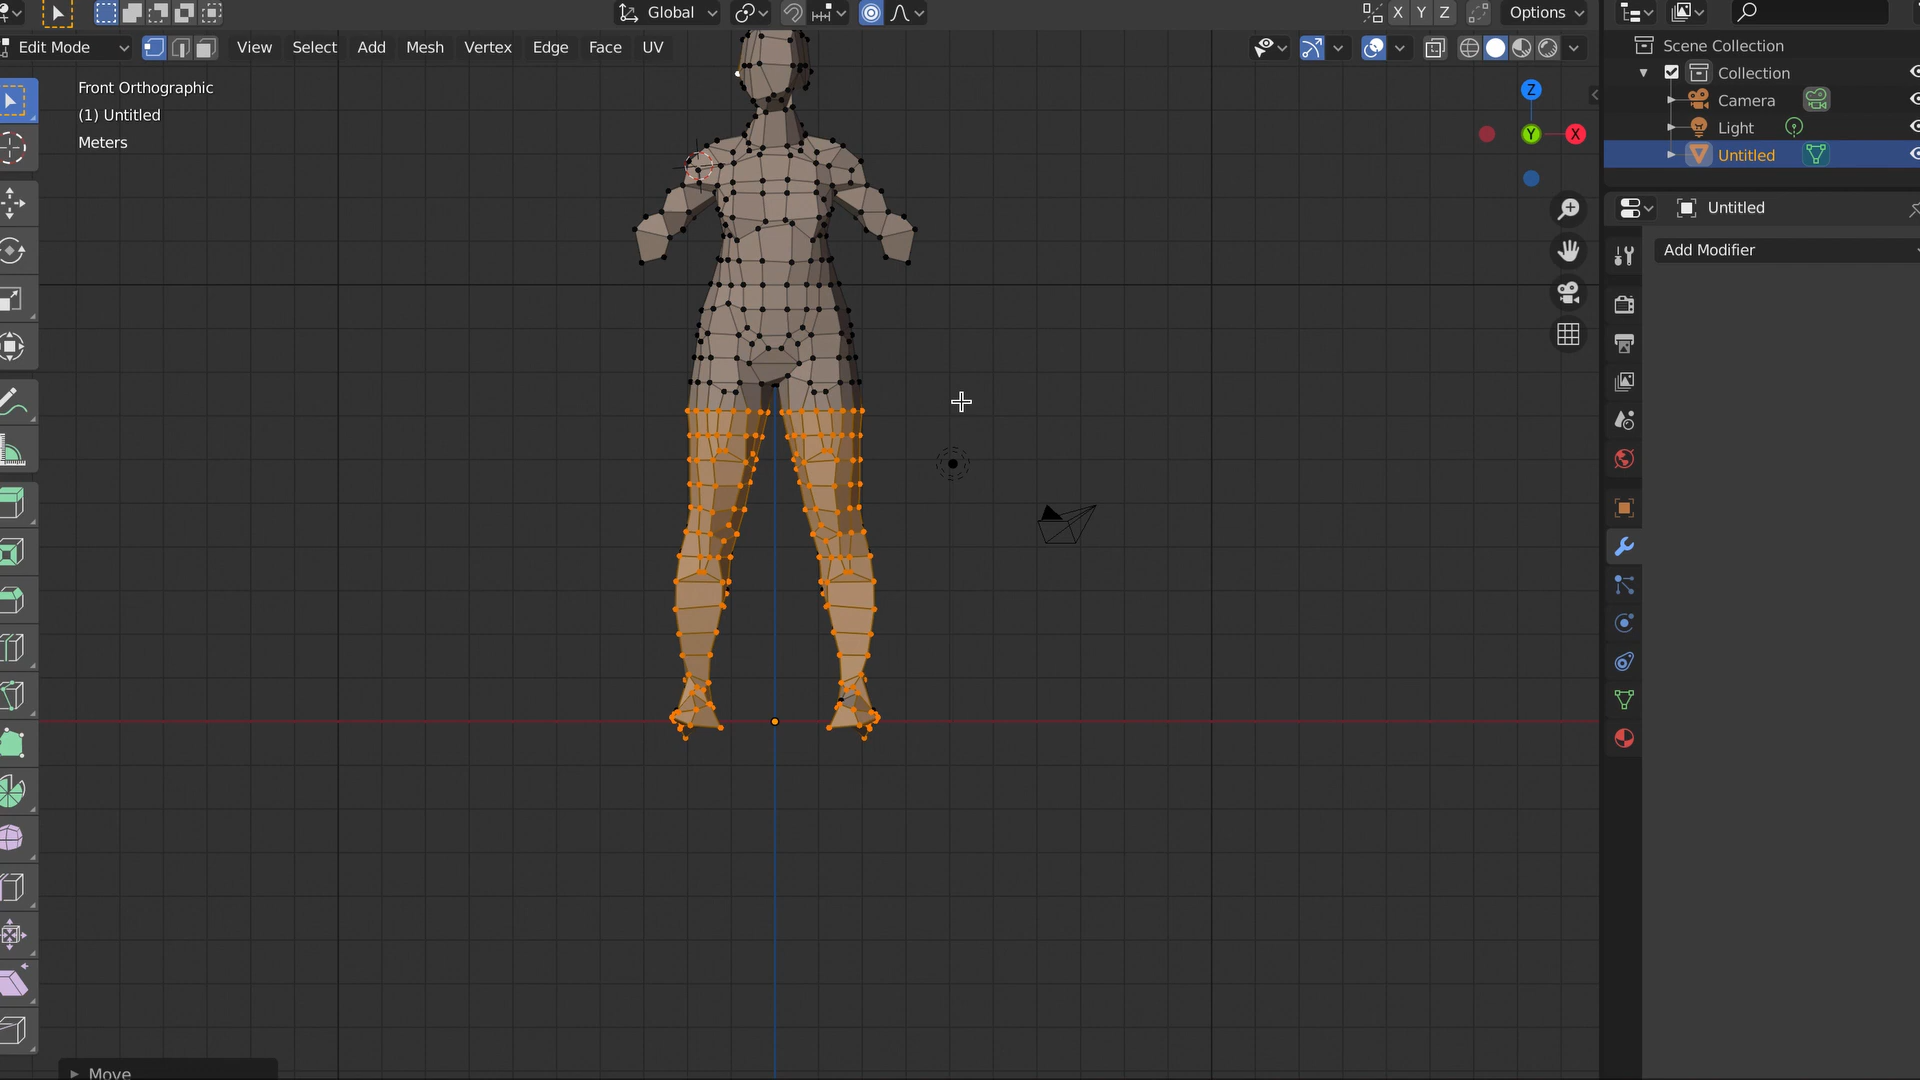 Global
X Y Z
Options
Edit Mode
View Select Add Mesh Vertex Edge Face UV
Front Orthographic
(1) Untitled
Meters
Z
Y
X
Move
Scene Collection
Collection
Camera
Light
Untitled
Untitled
Add Modifier